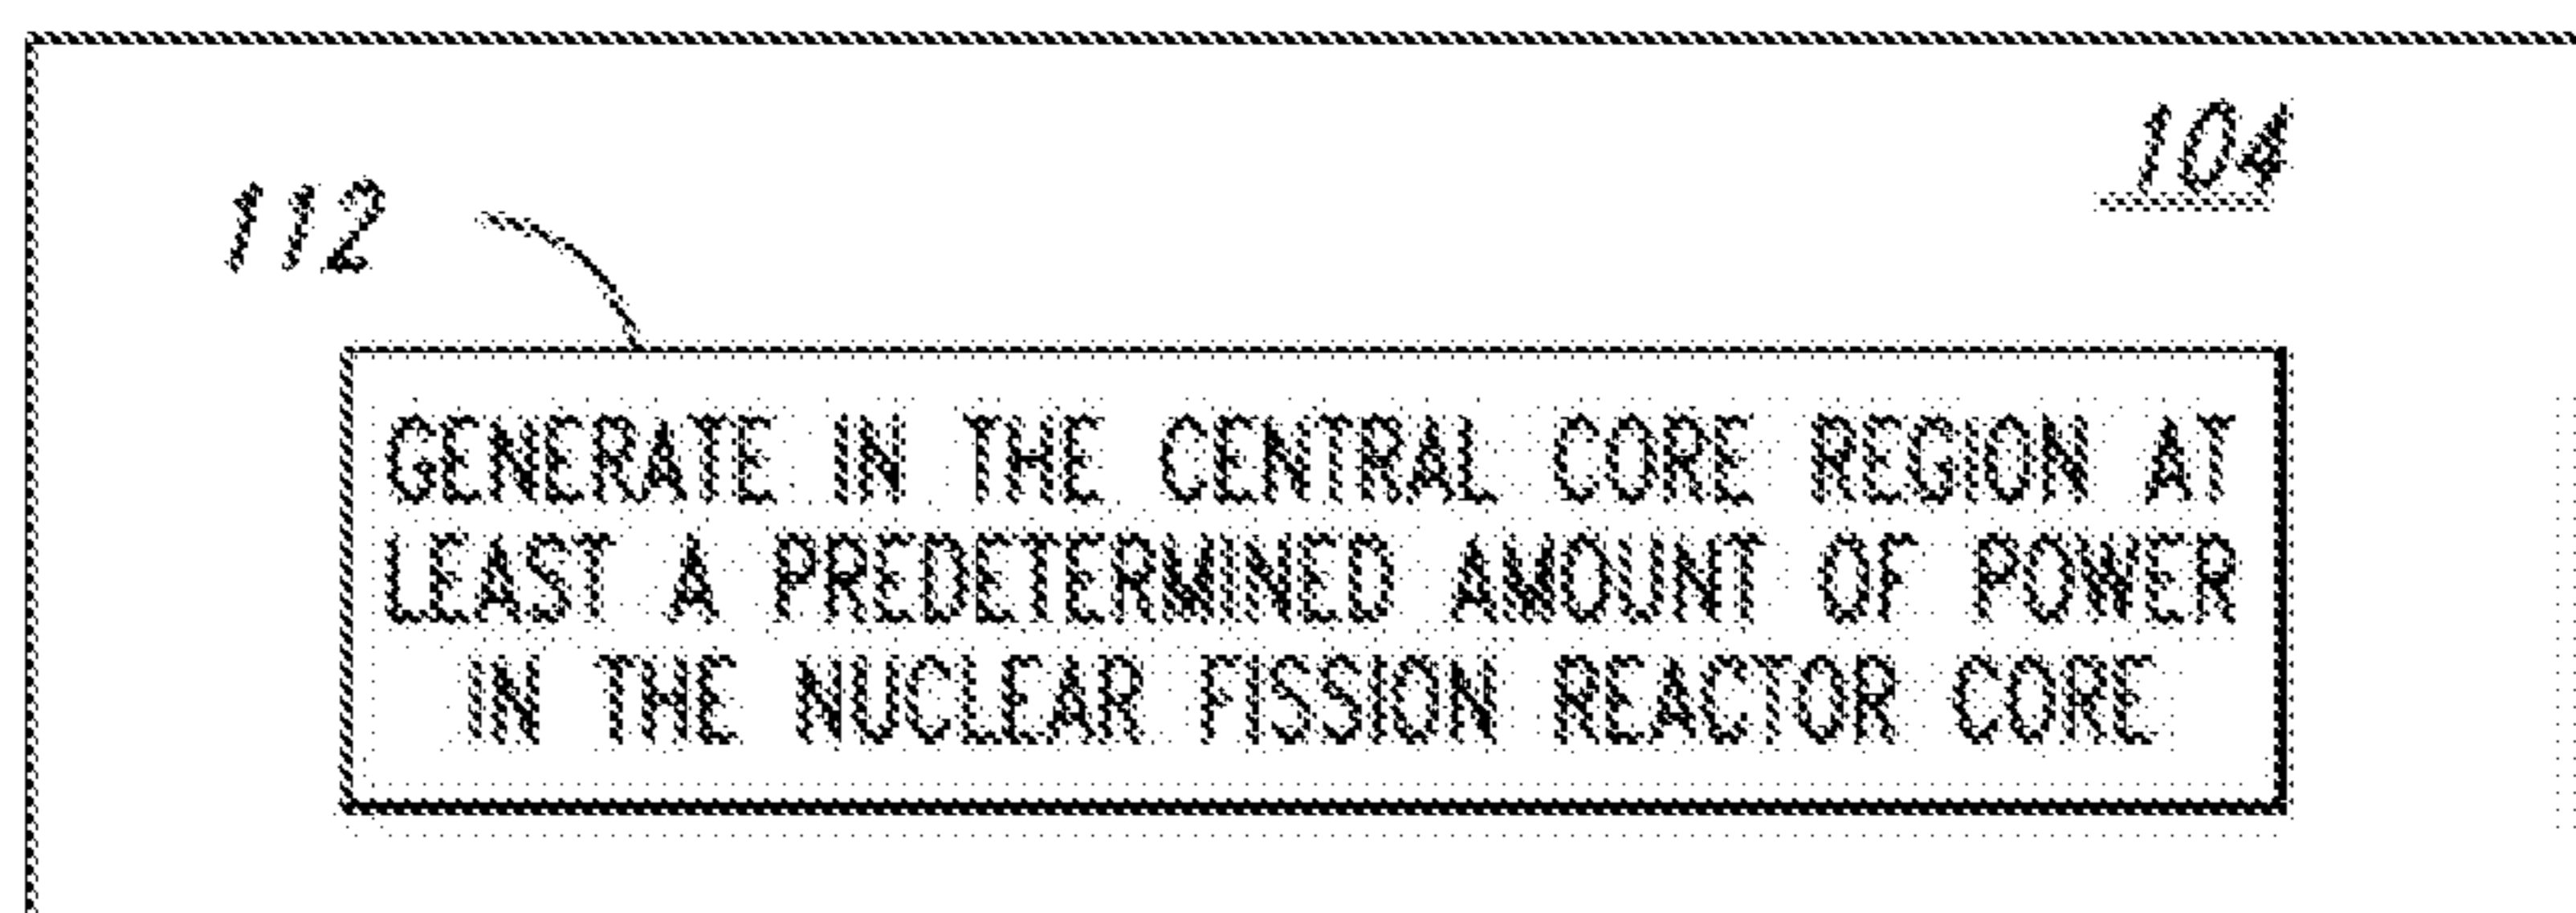 104
112
GENERATE IN THE CENTRAL CORE REGION AT
LEAST A PREDETERMINED AMOUNT OF POWER
IN THE NUCLEAR FISSION REACTOR CORE